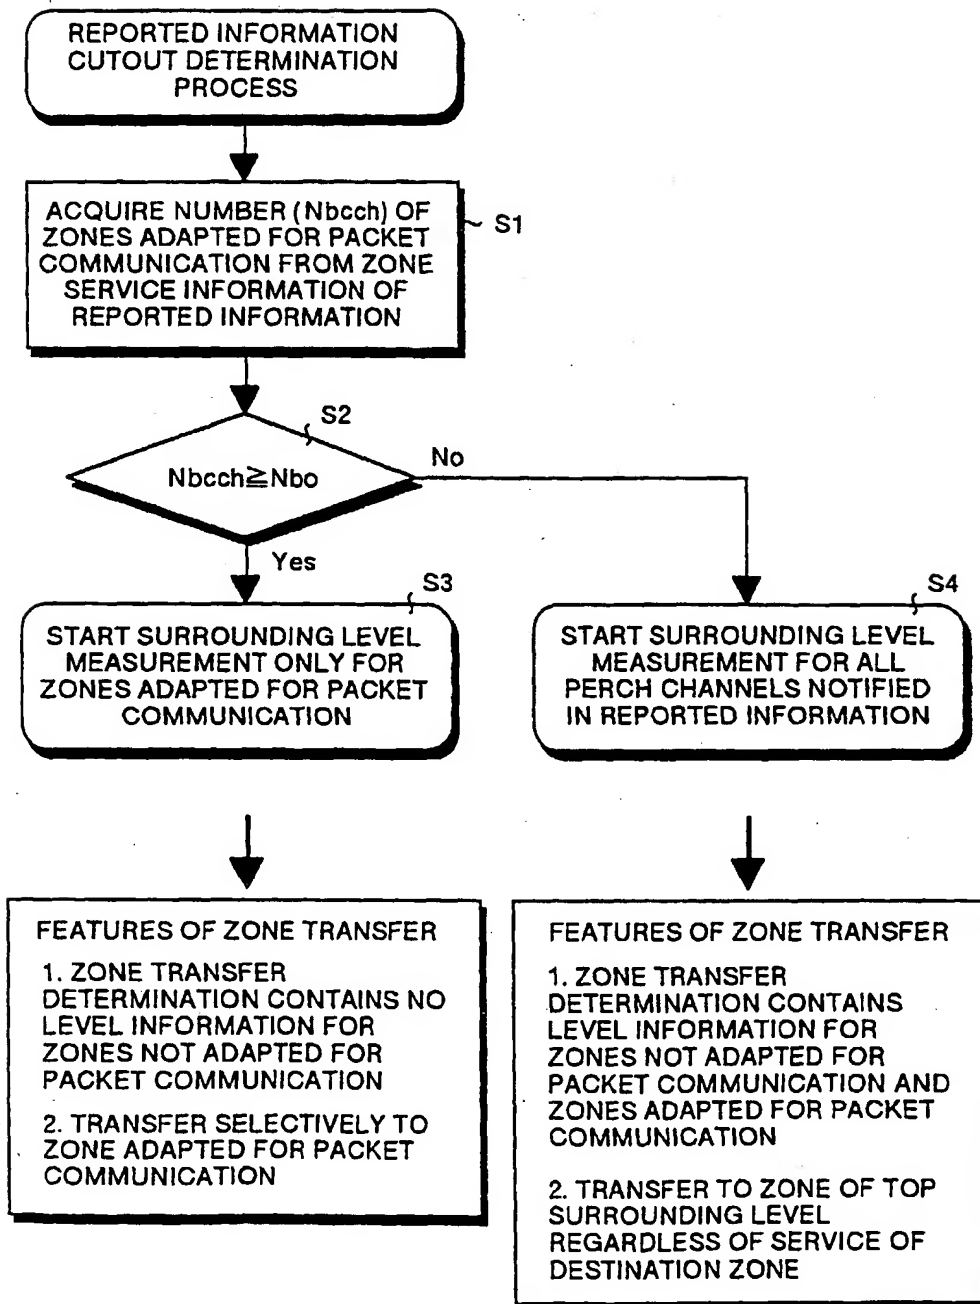 REPORTED INFORMATION
CUTOUT DETERMINATION
PROCESS
ACQUIRE NUMBER (Nbcch) OF
ZONES ADAPTED FOR PACKET
COMMUNICATION FROM ZONE
SERVICE INFORMATION OF
REPORTED INFORMATION
S1
S2
Nbcch≧Nbo
No
Yes
S3
START SURROUNDING LEVEL
MEASUREMENT ONLY FOR
ZONES ADAPTED FOR PACKET
COMMUNICATION
S4
START SURROUNDING LEVEL
MEASUREMENT FOR ALL
PERCH CHANNELS NOTIFIED
IN REPORTED INFORMATION
FEATURES OF ZONE TRANSFER
1. ZONE TRANSFER
DETERMINATION CONTAINS NO
LEVEL INFORMATION FOR
ZONES NOT ADAPTED FOR
PACKET COMMUNICATION
2. TRANSFER SELECTIVELY TO
ZONE ADAPTED FOR PACKET
COMMUNICATION
FEATURES OF ZONE TRANSFER
1. ZONE TRANSFER
DETERMINATION CONTAINS
LEVEL INFORMATION FOR
ZONES NOT ADAPTED FOR
PACKET COMMUNICATION AND
ZONES ADAPTED FOR PACKET
COMMUNICATION
2. TRANSFER TO ZONE OF TOP
SURROUNDING LEVEL
REGARDLESS OF SERVICE OF
DESTINATION ZONE